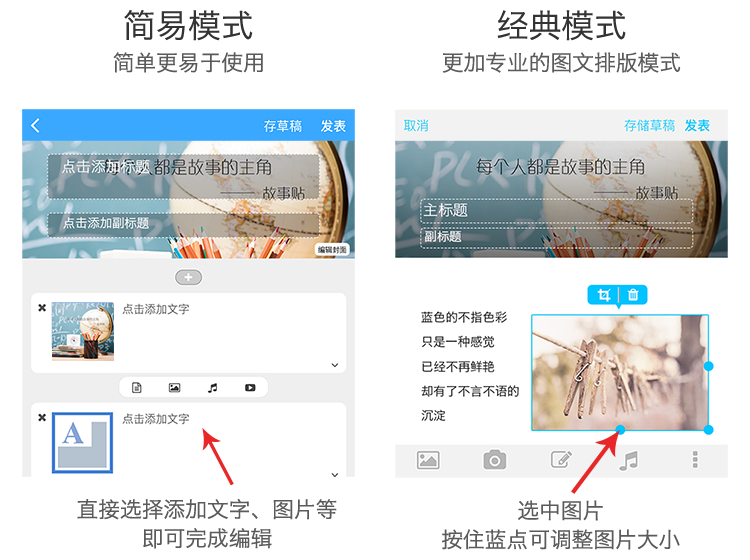 简易模式
简单更易于使用
存草稿 发表
点击添加标题
每个人都是故事的主角
—— 故事贴
点击添加副标题
编辑封面
点击添加文字
点击添加文字
A
直接选择添加文字、图片等
即可完成编辑
经典模式
更加专业的图文排版模式
取消 存储草稿 发表
每个人都是故事的主角
—— 故事贴
主标题
副标题
蓝色的不指色彩
只是一种感觉
已经不再鲜艳
却有了不言不语的
沉淀
选中图片
按住蓝点可调整图片大小